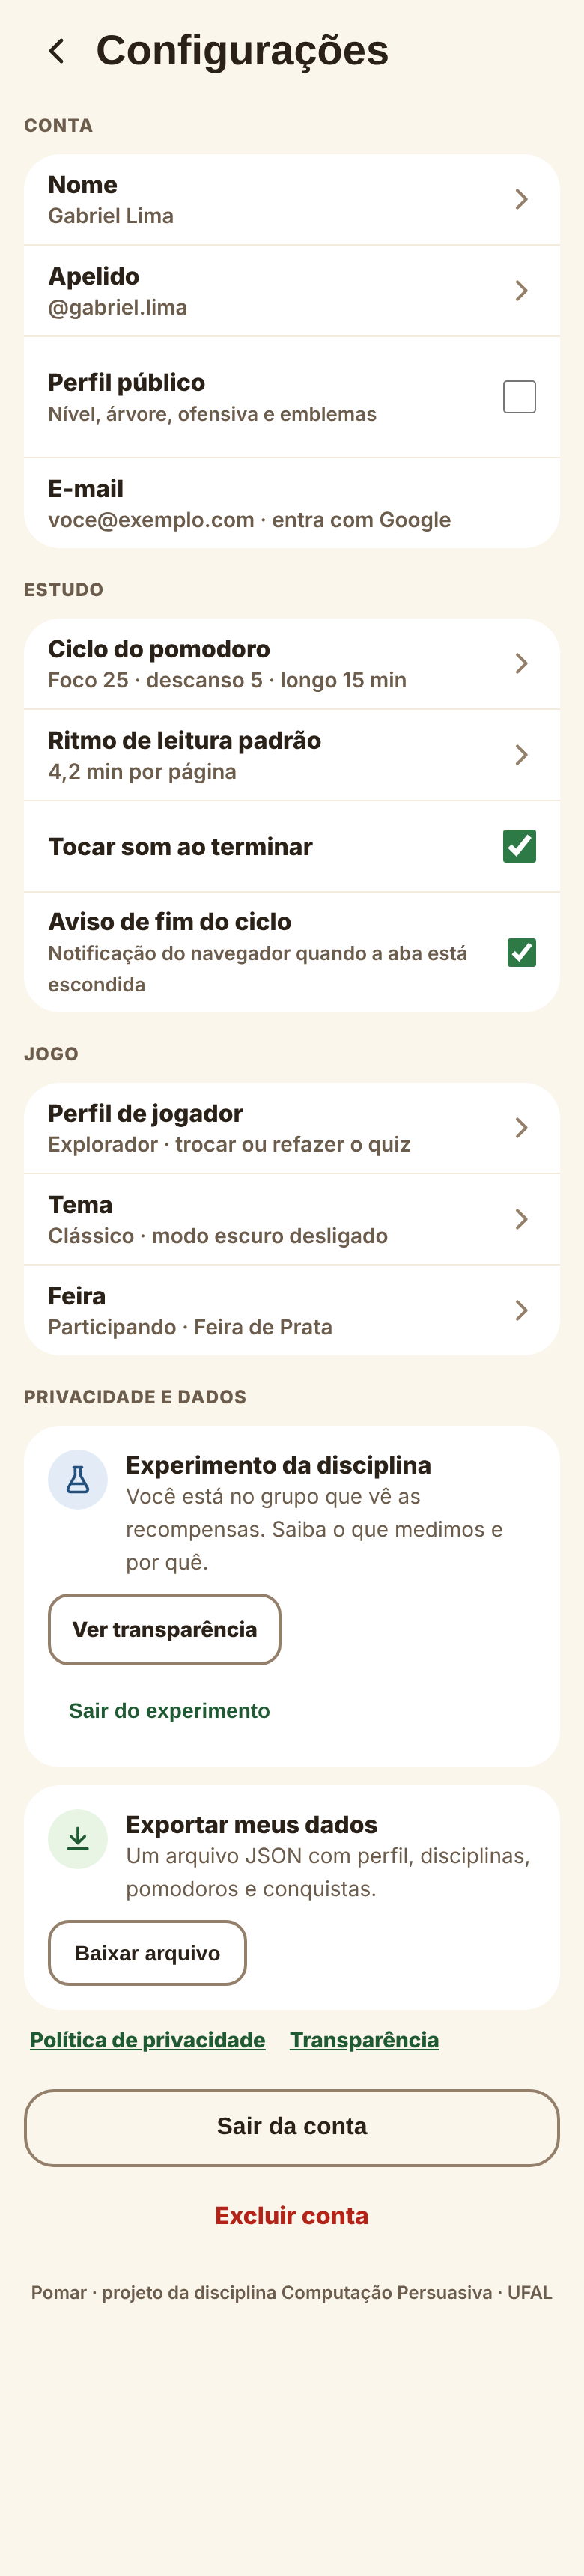 Configurações
CONTA
Nome
Gabriel Lima
Apelido
@gabriel.lima
Perfil público
Nível, árvore, ofensiva e emblemas
E-mail
voce@exemplo.com · entra com Google
ESTUDO
Ciclo do pomodoro
Foco 25 · descanso 5 · longo 15 min
Ritmo de leitura padrão
4,2 min por página
Tocar som ao terminar
Aviso de fim do ciclo
Notificação do navegador quando a aba está
escondida
JOGO
Perfil de jogador
Explorador · trocar ou refazer o quiz
Tema
Clássico · modo escuro desligado
Feira
Participando · Feira de Prata
PRIVACIDADE E DADOS
Experimento da disciplina
Você está no grupo que vê as
recompensas. Saiba o que medimos e
por quê.
Ver transparência
Sair do experimento
Exportar meus dados
Um arquivo JSON com perfil, disciplinas,
pomodoros e conquistas.
Baixar arquivo
Política de privacidade Transparência
Sair da conta
Excluir conta
Pomar · projeto da disciplina Computação Persuasiva · UFAL